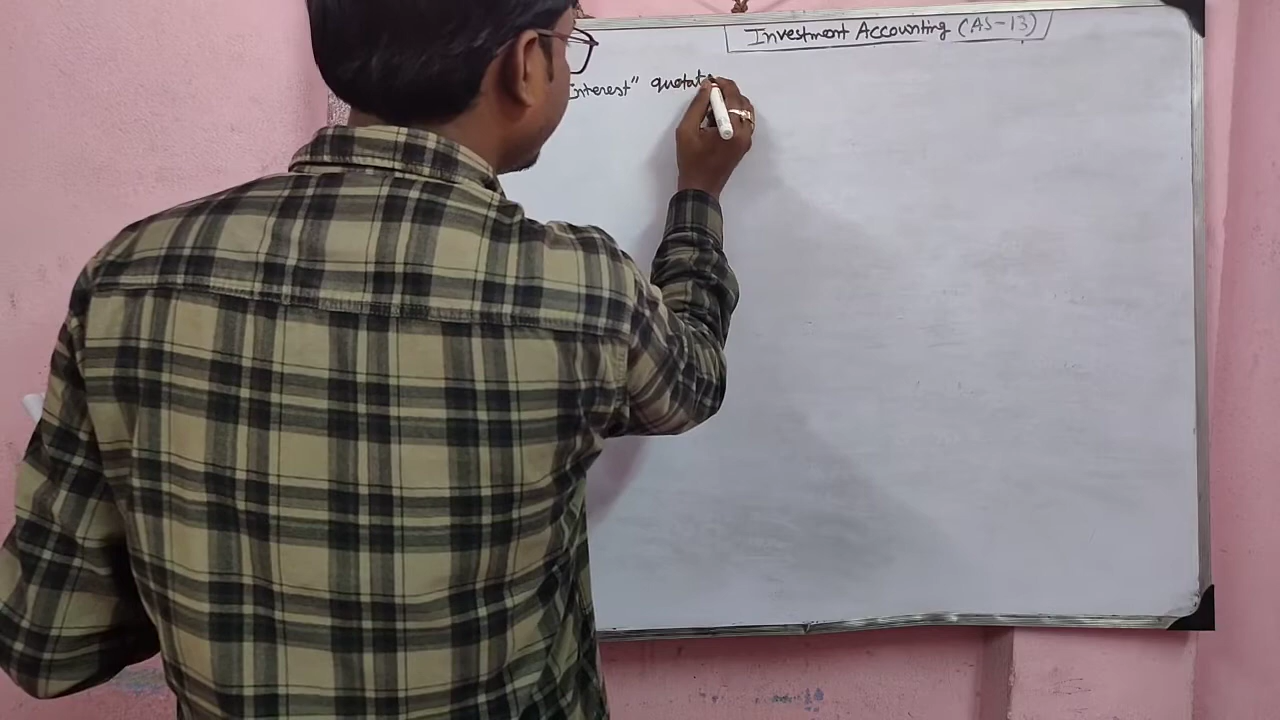 Investment Accounting (AS-13)
Interest" quotat